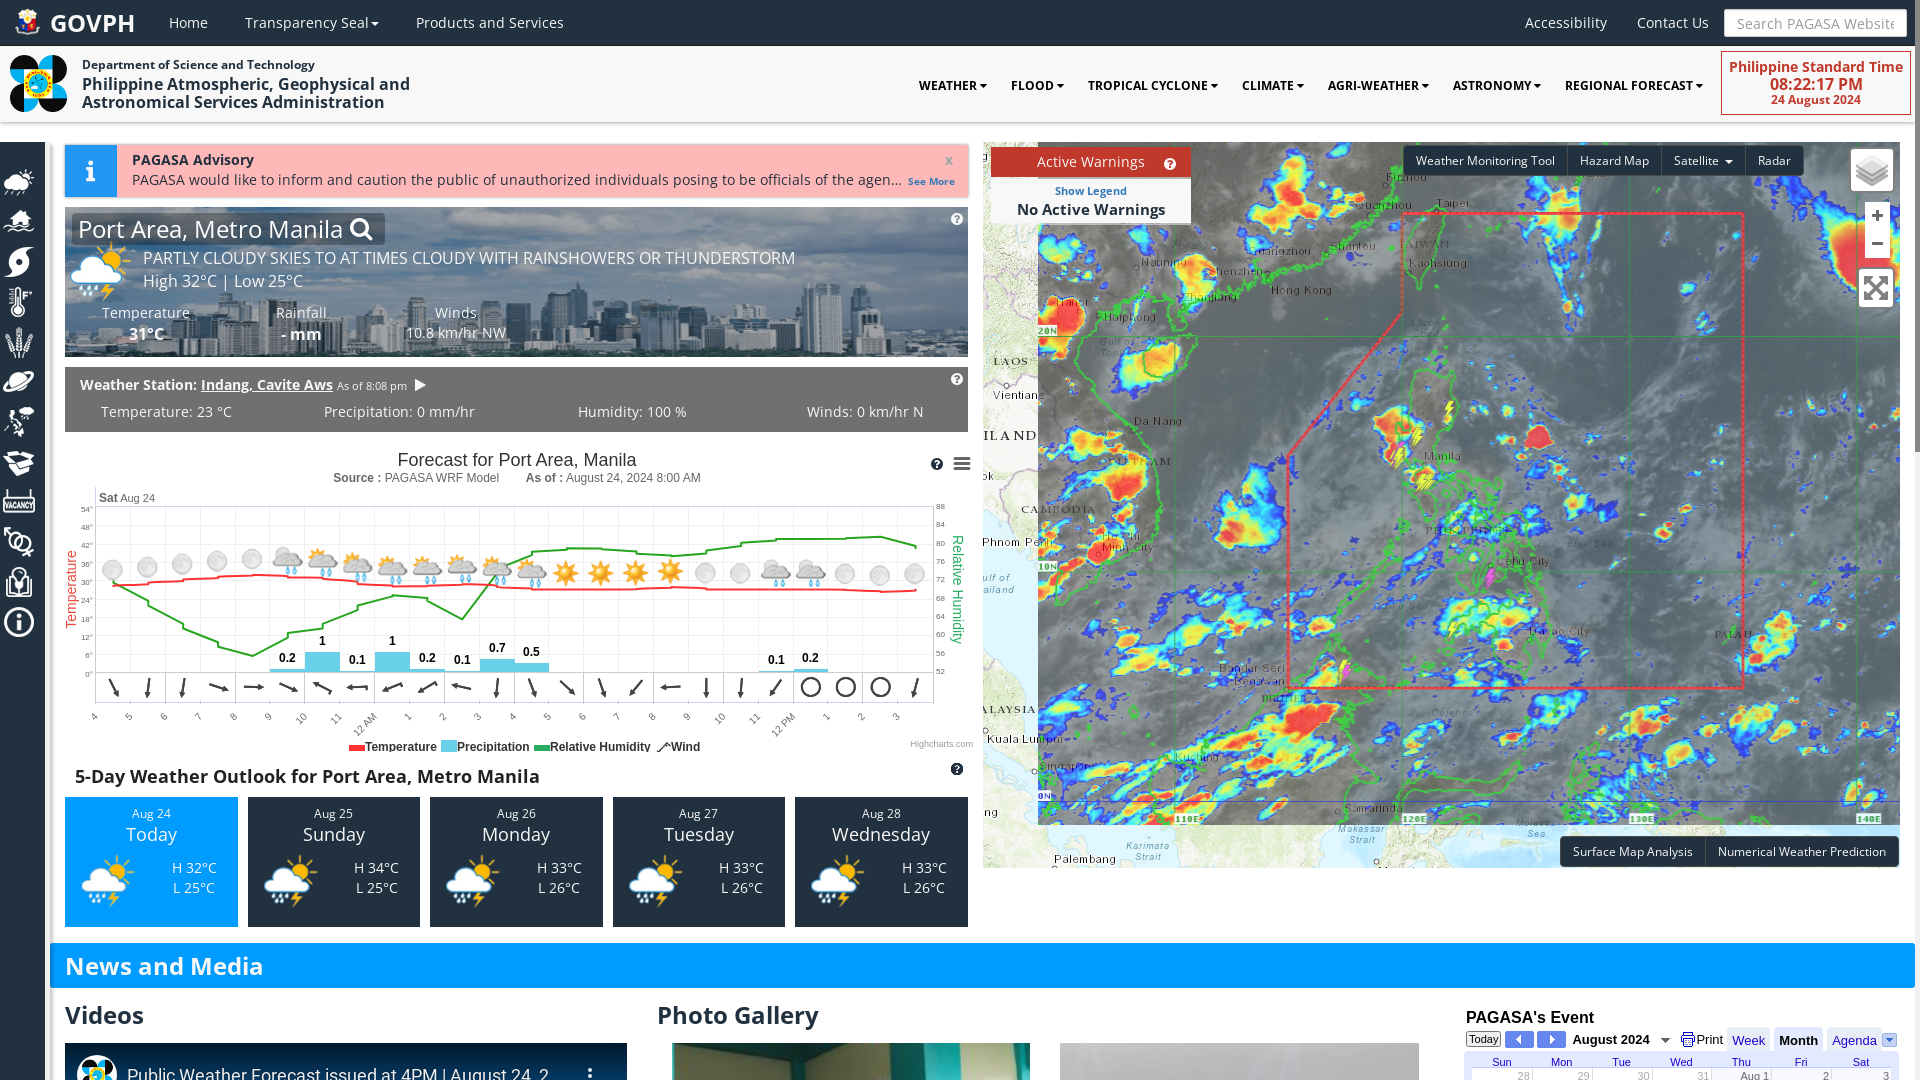 GOVPH
Home
Transparency Seal
Products and Services
Accessibility
Contact Us
Search PAGASA Website
Department of Science and Technology
Philippine Atmospheric, Geophysical and
Astronomical Services Administration
WEATHER
FLOOD
TROPICAL CYCLONE
CLIMATE
AGRI-WEATHER
ASTRONOMY
REGIONAL FORECAST
Philippine Standard Time
08:22:17 PM
24 August 2024
PAGASA Advisory
x
PAGASA would like to inform and caution the public of unauthorized individuals posing to be officials of the agen... See More
Port Area, Metro Manila
PARTLY CLOUDY SKIES TO AT TIMES CLOUDY WITH RAINSHOWERS OR THUNDERSTORM
High 32°C | Low 25°C
Temperature
Rainfall
Winds
31°C
- mm
10.8 km/hr NW
Weather Station: Indang, Cavite Aws As of 8:08 pm
Temperature: 23 °C
Precipitation: 0 mm/hr
Humidity: 100 %
Winds: 0 km/hr N
Forecast for Port Area, Manila
Source : PAGASA WRF Model As of : August 24, 2024 8:00 AM
Sat Aug 24
Temperature
54°
48°
42°
36°
30°
24°
18°
12°
6°
0°
Relative Humidity
88
84
80
76
72
68
64
60
56
52
0.2
1
0.1
1
0.2
0.1
0.7
0.5
0.1
0.2
4
5
6
7
8
9
10
11
12 AM
1
2
3
4
5
6
7
8
9
10
11
12 PM
1
2
3
Temperature
Precipitation
Relative Humidity
Wind
Highcharts.com
5-Day Weather Outlook for Port Area, Metro Manila
Aug 24
Today
H 32°C
L 25°C
Aug 25
Sunday
H 34°C
L 25°C
Aug 26
Monday
H 33°C
L 26°C
Aug 27
Tuesday
H 33°C
L 26°C
Aug 28
Wednesday
H 33°C
L 26°C
VACANCY
Active Warnings
Show Legend
No Active Warnings
Weather Monitoring Tool
Hazard Map
Satellite
Radar
+
−
Fuzhou
Quanzhou
Taipei
Shantou
TAIWAN
Kaohsiung
Guangzhou
Nanning
Shenzhen
Hong Kong
Zhanjiang
Hanoi
Haiphong
20N
LAOS
Vientiane
Da Nang
ILAND
VIETNAM
CAMBODIA
Phnom Penh
Ho Chi
Minh City
10N
ulf of
ailand
Manila
PHILIPPINES
Cebu City
Davao City
PALAU
Bandar Seri
Begawan
BRUNEI
ALAYSIA
Kuala Lumpur
Singapore
Kuching
0N
110E
120E
130E
140E
Samarinda
Makassar
Strait
Sea
Karimata
Strait
Palembang
Surface Map Analysis
Numerical Weather Prediction
News and Media
Videos
Photo Gallery
Public Weather Forecast issued at 4PM | August 24, 2...
PAGASA's Event
Today
August 2024
Print
Week
Month
Agenda
Sun
Mon
Tue
Wed
Thu
Fri
Sat
28
29
30
31
Aug 1
2
3